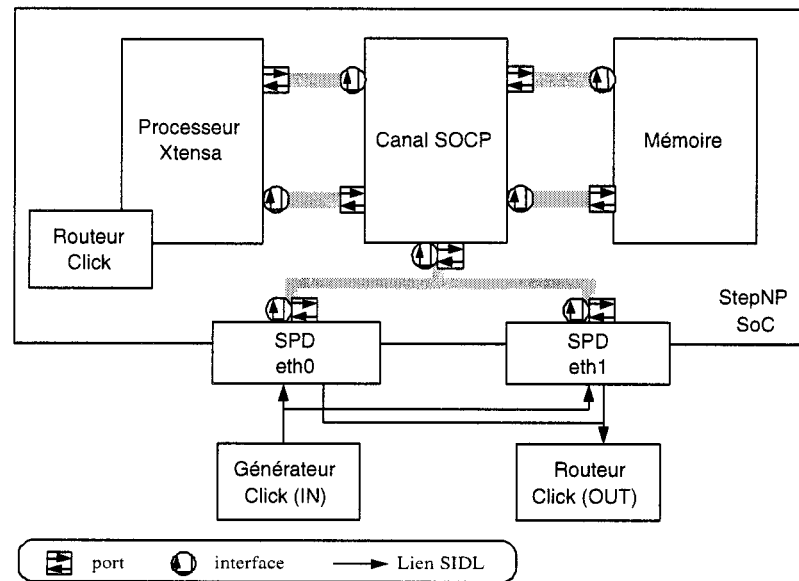 Processeur
Xtensa
Canal SOCP
Mémoire
Routeur
Click
StepNP
SoC
SPD
eth0
SPD
eth1
Générateur
Click (IN)
Routeur
Click (OUT)
port
interface
Lien SIDL